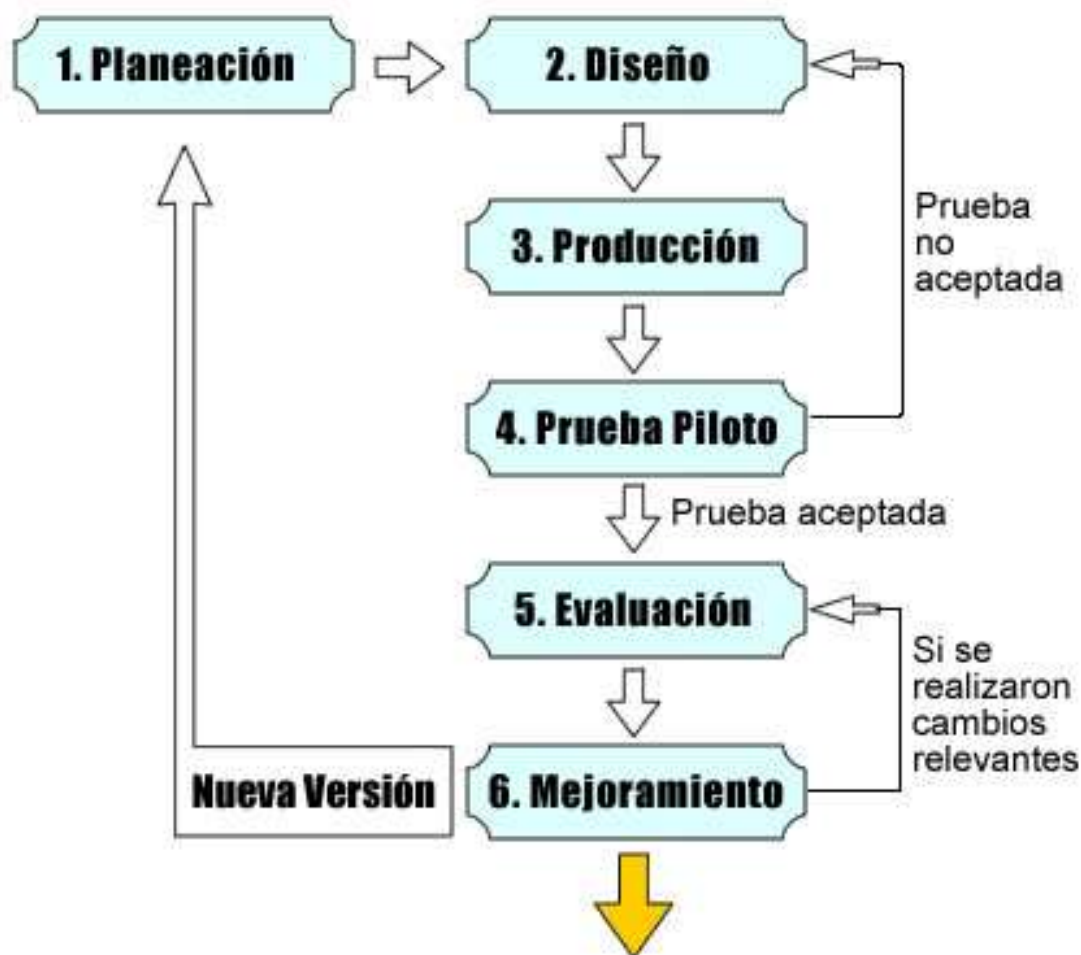 1. Planeación
2. Diseño
3. Producción
Prueba
no
aceptada
4. Prueba Piloto
Prueba aceptada
5. Evaluación
Si se
realizaron
cambios
relevantes
Nueva Versión
6. Mejoramiento